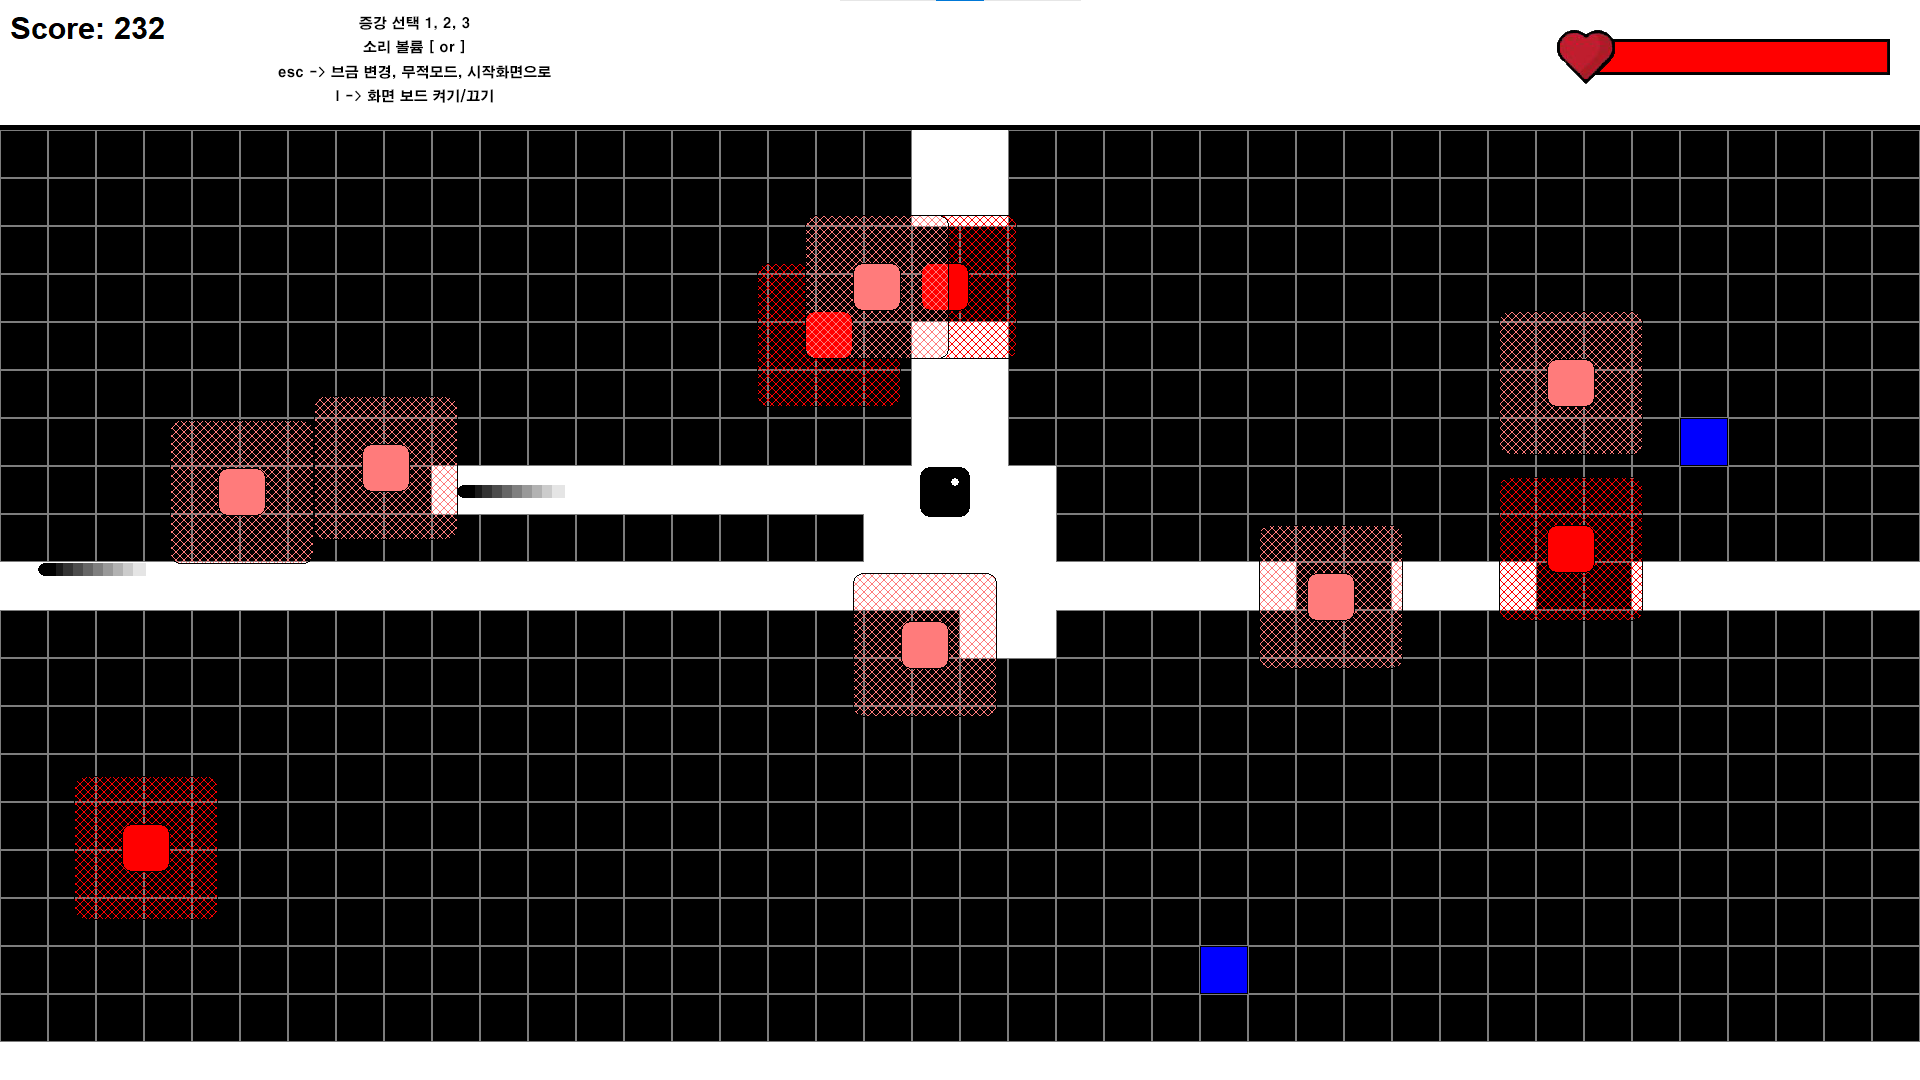 Score: 232
증강 선택 1, 2, 3
소리 볼륨 [ or ]
esc -> 브금 변경, 무적모드, 시작화면으로
l -> 화면 보드 켜기/끄기